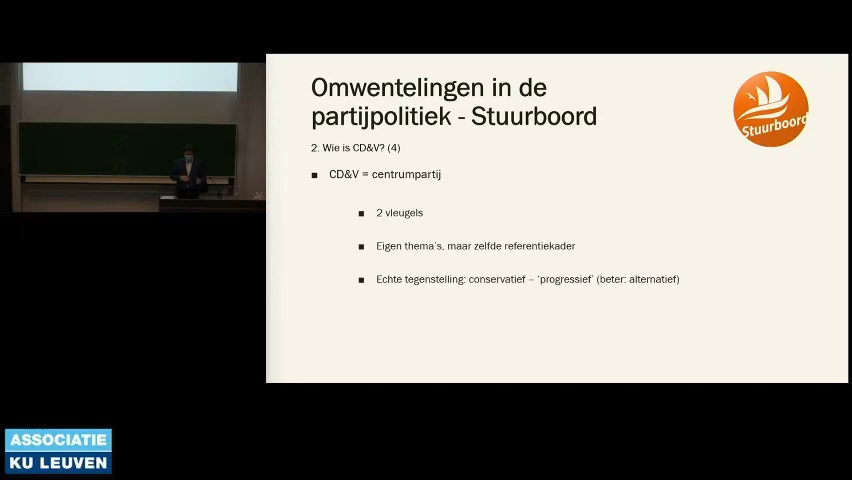 Omwentelingen in de
partijpolitiek - Stuurboord
Stuurboord
2. Wie is CD&V? (4)
■ CD&V = centrumpartij
■ 2 vleugels
■ Eigen thema's, maar zelfde referentiekader
■ Echte tegenstelling: conservatief – 'progressief' (beter: alternatief)
ASSOCIATIE
KU LEUVEN